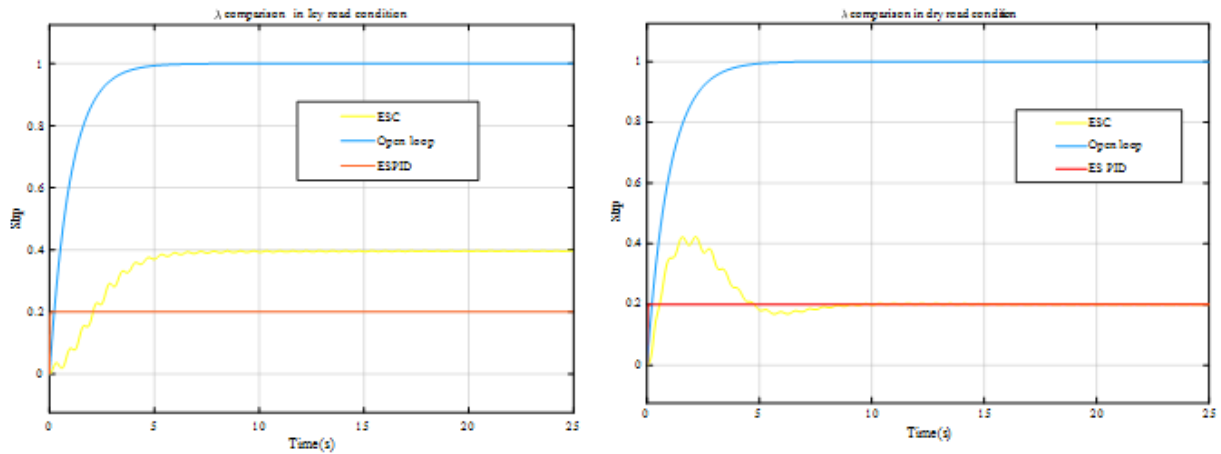 λ comparison in Icy road condition
1
0.8
0.6
0.4
0.2
0
0 5 10 15 20 25
Slip
Time(s)
ESC
Open loop
ESPID
λ comparison in dry road condition
1
0.8
0.6
0.4
0.2
0
0 5 10 15 20 25
Slip
Time(s)
ESC
Open loop
ES PID